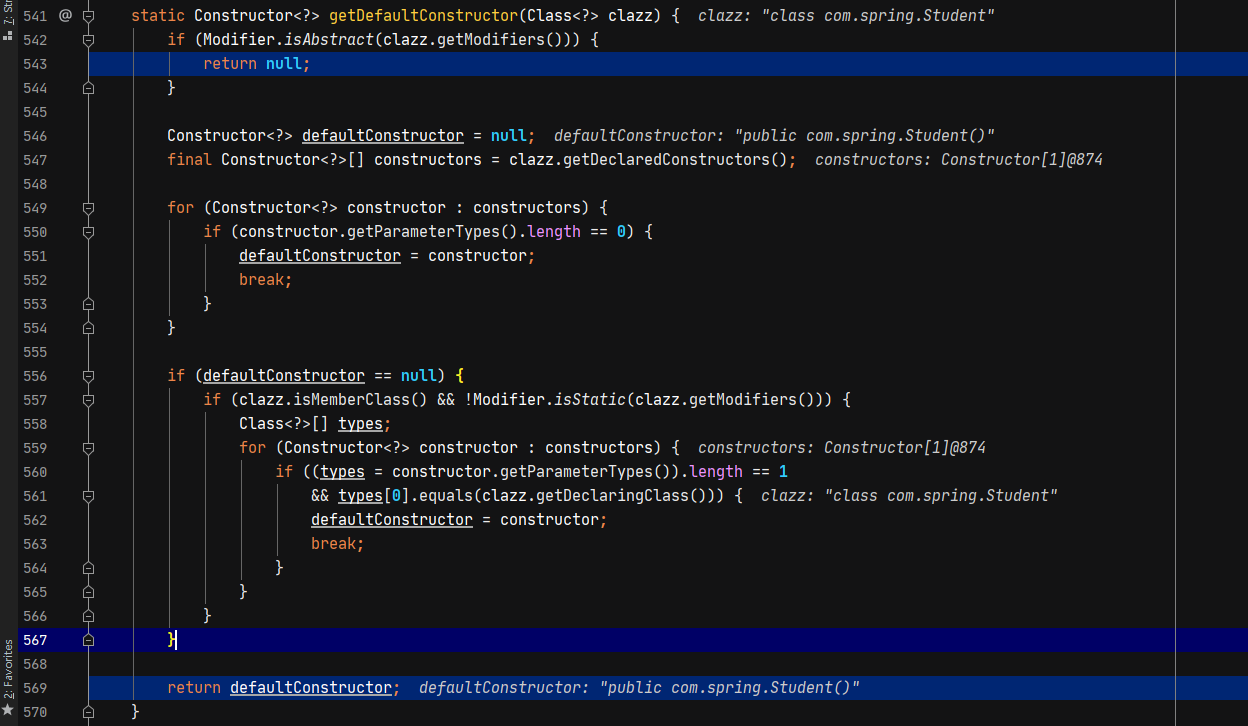 7: Str
541 @ static Constructor<?> getDefaultConstructor(Class<?> clazz) { clazz: "class com.spring.Student"
542 if (Modifier.isAbstract(clazz.getModifiers())) {
543 return null;
544 }
545
546 Constructor<?> defaultConstructor = null; defaultConstructor: "public com.spring.Student()"
547 final Constructor<?>[] constructors = clazz.getDeclaredConstructors(); constructors: Constructor[1]@874
548
549 for (Constructor<?> constructor : constructors) {
550 if (constructor.getParameterTypes().length == 0) {
551 defaultConstructor = constructor;
552 break;
553 }
554 }
555
556 if (defaultConstructor == null) {
557 if (clazz.isMemberClass() && !Modifier.isStatic(clazz.getModifiers())) {
558 Class<?>[] types;
559 for (Constructor<?> constructor : constructors) { constructors: Constructor[1]@874
560 if ((types = constructor.getParameterTypes()).length == 1
561 && types[0].equals(clazz.getDeclaringClass())) { clazz: "class com.spring.Student"
562 defaultConstructor = constructor;
563 break;
564 }
565 }
566 }
567 }
568
569 return defaultConstructor; defaultConstructor: "public com.spring.Student()"
570 }
2: Favorites